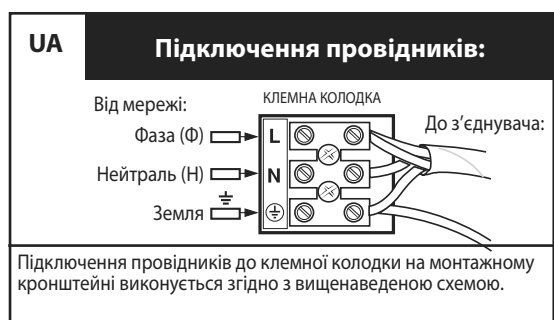 UA
Підключення провідників:
Від мережі:
КЛЕМНА КОЛОДКА
До з’єднувача:
Фаза (Ф)
L
Нейтраль (Н)
N
Земля
Підключення провідників до клемної колодки на монтажному
кронштейні виконується згідно з вищенаведеною схемою.